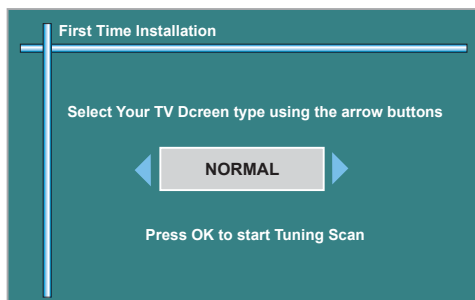 First Time Installation
Select Your TV Dcreen type using the arrow buttons
NORMAL
Press OK to start Tuning Scan